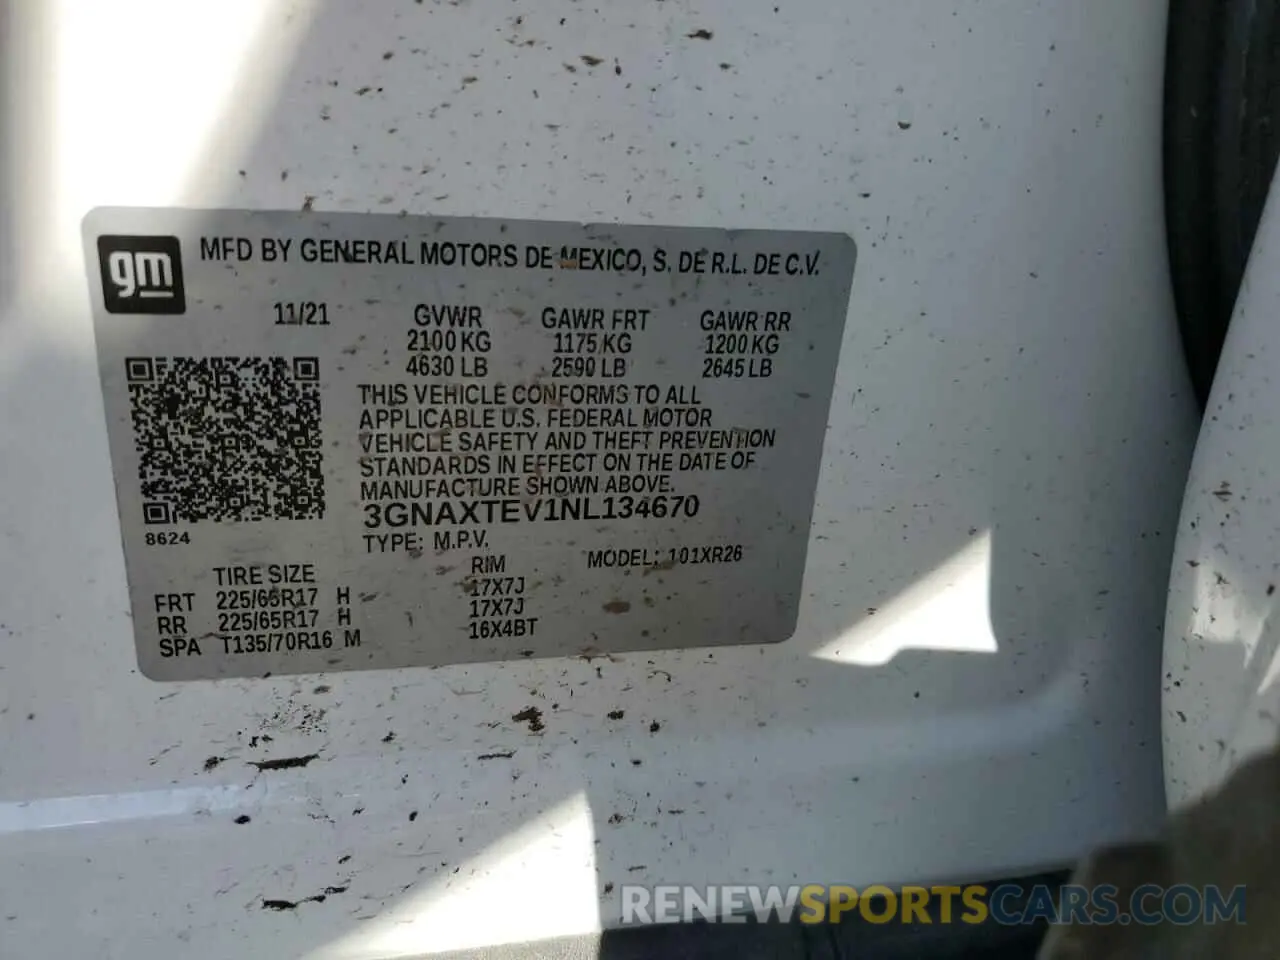 gm
MFD BY GENERAL MOTORS DE MEXICO, S. DE R.L. DE C.V.
11/21 GVWR GAWR FRT GAWR RR
2100 KG 1175 KG 1200 KG
4630 LB 2590 LB 2645 LB
THIS VEHICLE CONFORMS TO ALL
APPLICABLE U.S. FEDERAL MOTOR
VEHICLE SAFETY AND THEFT PREVENTION
STANDARDS IN EFFECT ON THE DATE OF
MANUFACTURE SHOWN ABOVE.
3GNAXTEV1NL134670
8624
TYPE: M.P.V. MODEL: 101XR26
TIRE SIZE RIM
FRT 225/65R17 H 17X7J
RR 225/65R17 H 17X7J
SPA T135/70R16 M 16X4BT
RENEWSPORTSCARS.COM